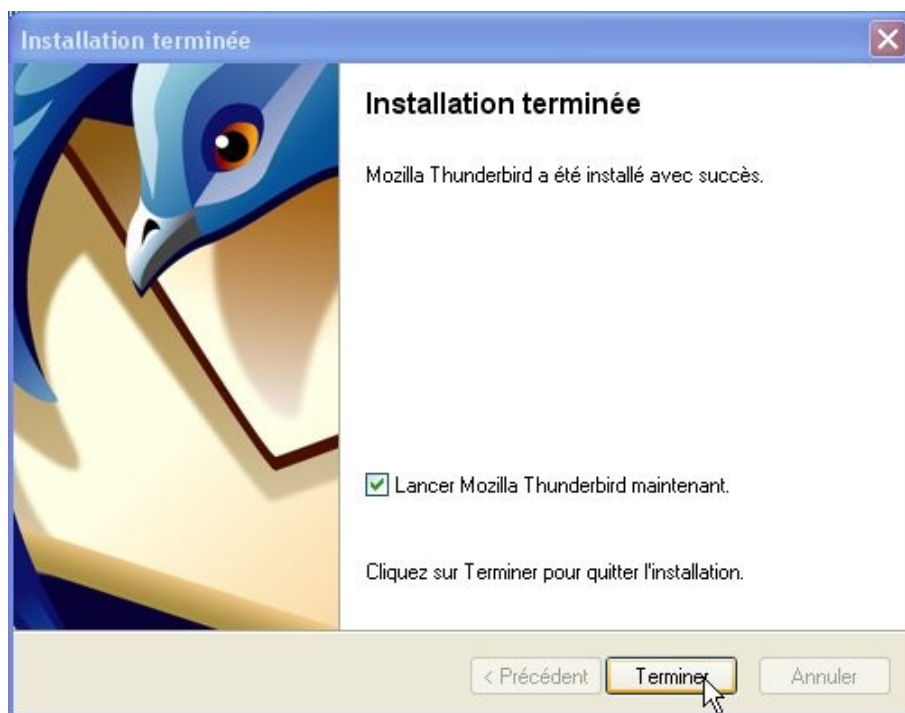 Installation terminée
Installation terminée
Mozilla Thunderbird a été installé avec succès.
Lancer Mozilla Thunderbird maintenant.
Cliquez sur Terminer pour quitter l'installation.
< Précédent Terminer Annuler